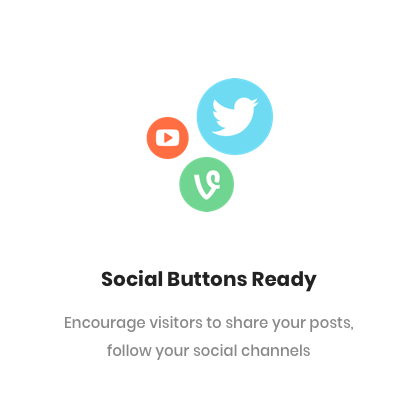 Social Buttons Ready
Encourage visitors to share your posts,
follow your social channels